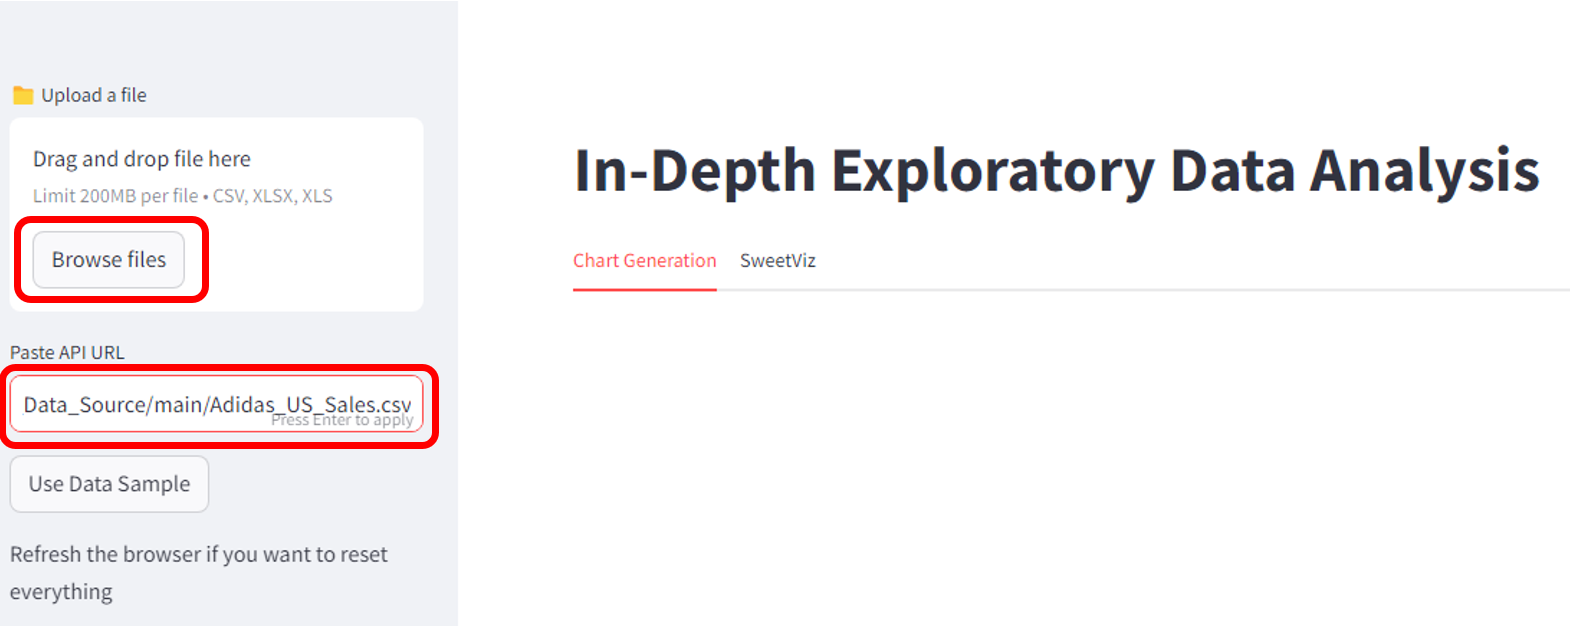 Upload a file
Drag and drop file here
Limit 200MB per file • CSV, XLSX, XLS
Browse files
Paste API URL
Data_Source/main/Adidas_US_Sales.csv
Press Enter to apply
Use Data Sample
Refresh the browser if you want to reset
everything
In-Depth Exploratory Data Analysis
Chart Generation SweetViz